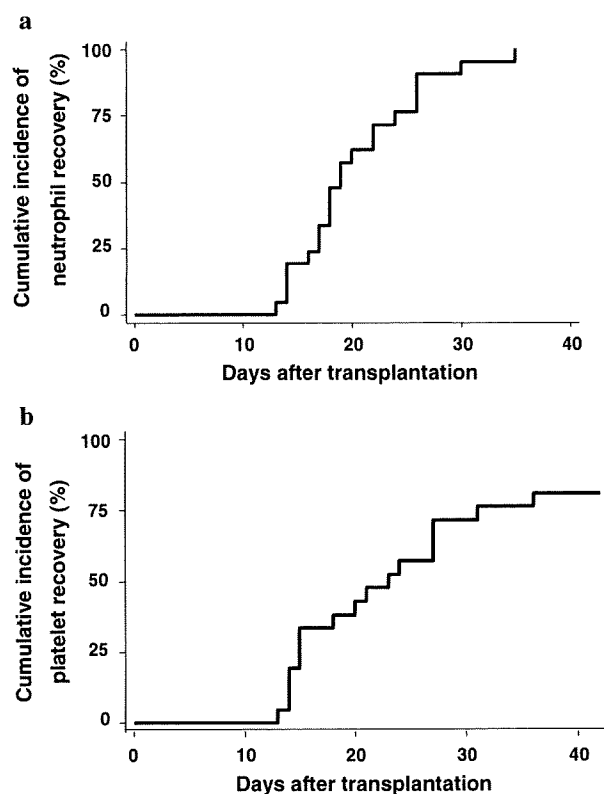 a
Cumulative incidence of
neutrophil recovery (%)
100
75
50
25
0
0 10 20 30 40
Days after transplantation
b
Cumulative incidence of
platelet recovery (%)
100
75
50
25
0
0 10 20 30 40
Days after transplantation